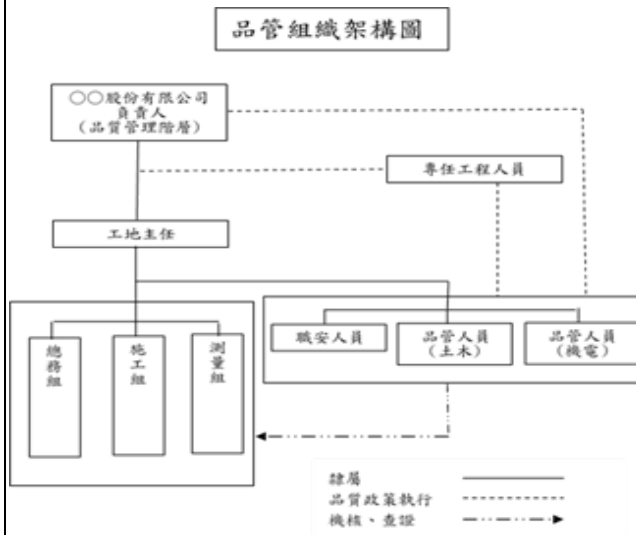 品管組織架構圖
〇〇股份有限公司
負責人
（品質管理階層）
專任工程人員
工地主任
總務組
施工組
測量組
職安人員
品管人員
（土木）
品管人員
（機電）
隸屬
品質政策執行
機核、查證